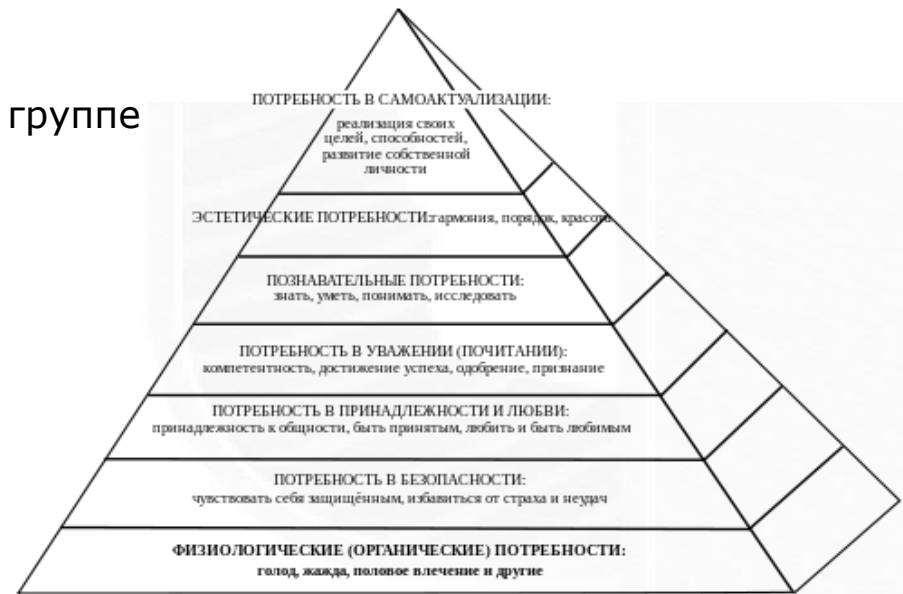 ПОТРЕБНОСТЬ В САМОАКТУАЛИЗАЦИИ:
группе
реализация своих
целей, способностей,
развитие собственной
личности
ЭСТЕТИЧЕСКИЕ ПОТРЕБНОСТИ:гармония, порядок, красота
ПОЗНАВАТЕЛЬНЫЕ ПОТРЕБНОСТИ:
знать, уметь, понимать, исследовать
ПОТРЕБНОСТЬ В УВАЖЕНИИ (ПОЧИТАНИИ):
компетентность, достижение успеха, одобрение, признание
ПОТРЕБНОСТЬ В ПРИНАДЛЕЖНОСТИ И ЛЮБВИ:
принадлежность к общности, быть принятым, любить и быть любимым
ПОТРЕБНОСТЬ В БЕЗОПАСНОСТИ:
чувствовать себя защищённым, избавиться от страха и неудач
ФИЗИОЛОГИЧЕСКИЕ (ОРГАНИЧЕСКИЕ) ПОТРЕБНОСТИ:
голод, жажда, половое влечение и другие